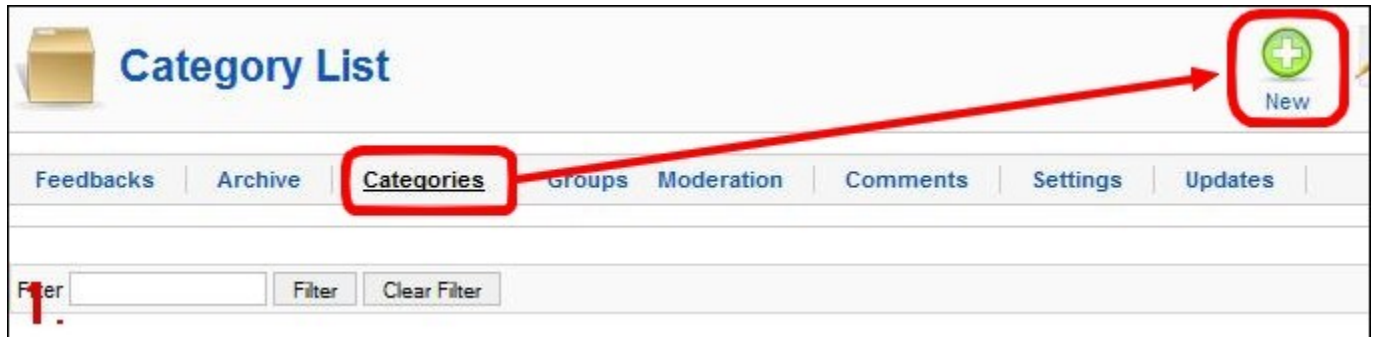 Category List
New
Feedbacks Archive Categories Groups Moderation Comments Settings Updates
Filter Filter Clear Filter
1.